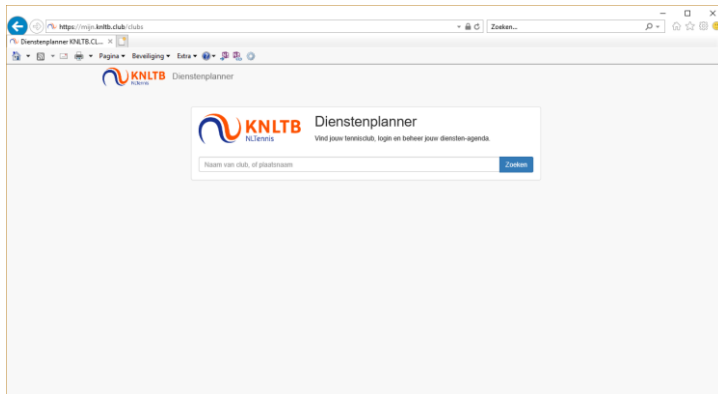 https://mijn.knltb.club/clubs
Zoeken...
Dienstenplanner KNLTB.CL...
Pagina Beveiliging Extra
KNLTB Dienstenplanner
NLTennis
Dienstenplanner
KNLTB
NLTennis
Vind jouw tennisclub, login en beheer jouw diensten-agenda.
Naam van club, of plaatsnaam
Zoeken